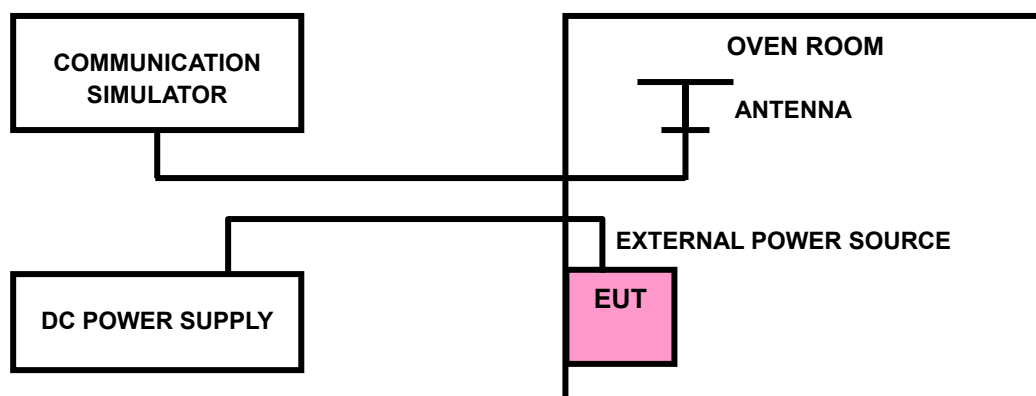 COMMUNICATION
SIMULATOR
OVEN ROOM
ANTENNA
EXTERNAL POWER SOURCE
DC POWER SUPPLY
EUT